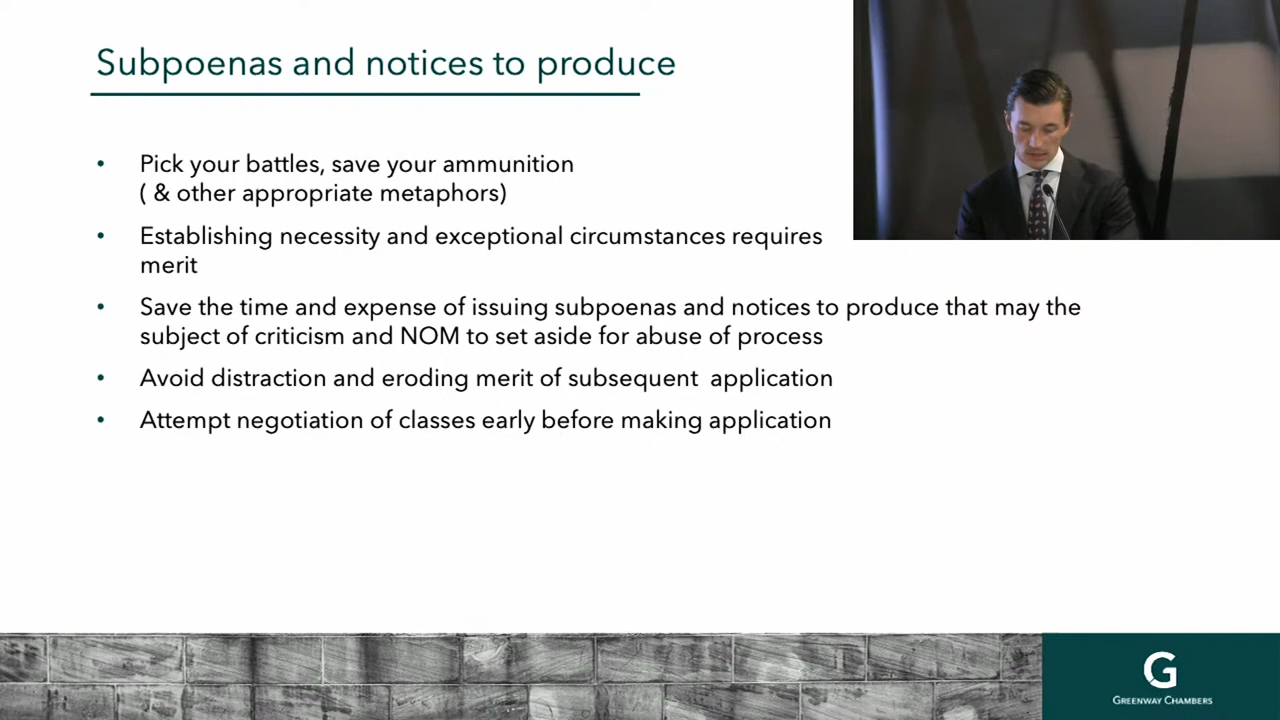 Subpoenas and notices to produce
• Pick your battles, save your ammunition
( & other appropriate metaphors)
• Establishing necessity and exceptional circumstances requires
merit
• Save the time and expense of issuing subpoenas and notices to produce that may the
subject of criticism and NOM to set aside for abuse of process
• Avoid distraction and eroding merit of subsequent  application
• Attempt negotiation of classes early before making application
G
GREENWAY CHAMBERS